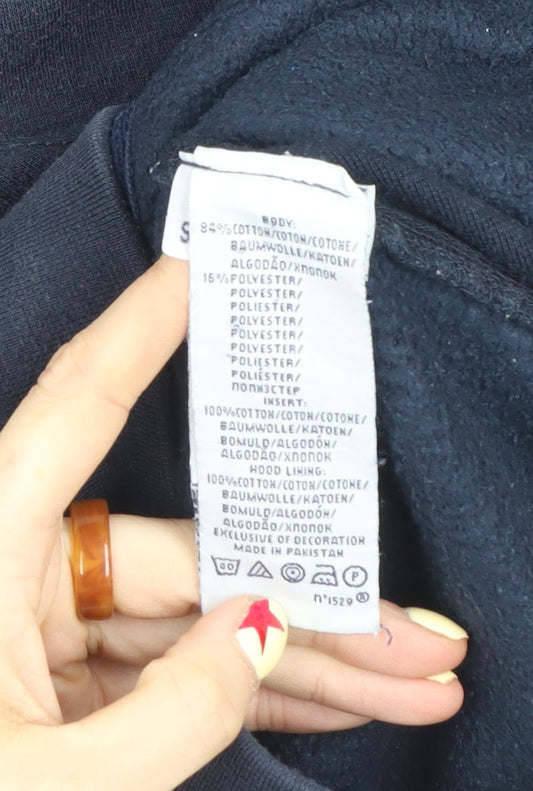 BODY:
84% COTTON/COTON/COTONE/
BAUMWOLLE/KATOEN/
ALGODÃO/ХЛОПОК
16% POLYESTER/
POLYESTER/
POLIESTER/
POLYESTER/
POLYESTER/
POLYESTER/
POLIESTER/
POLIÉSTER/
ПОЛИЭСТЕР
INSERT:
100% COTTON/COTON/COTONE/
BAUMWOLLE/KATOEN/
BOMULD/ALGODÓN/
ALGODÃO/ХЛОПОК
HOOD LINING:
100% COTTON/COTON/COTONE/
BAUMWOLLE/KATOEN/
BOMULD/ALGODÓN/
ALGODÃO/ХЛОПОК
EXCLUSIVE OF DECORATION
MADE IN PAKISTAN
P
n°1529 ®
S